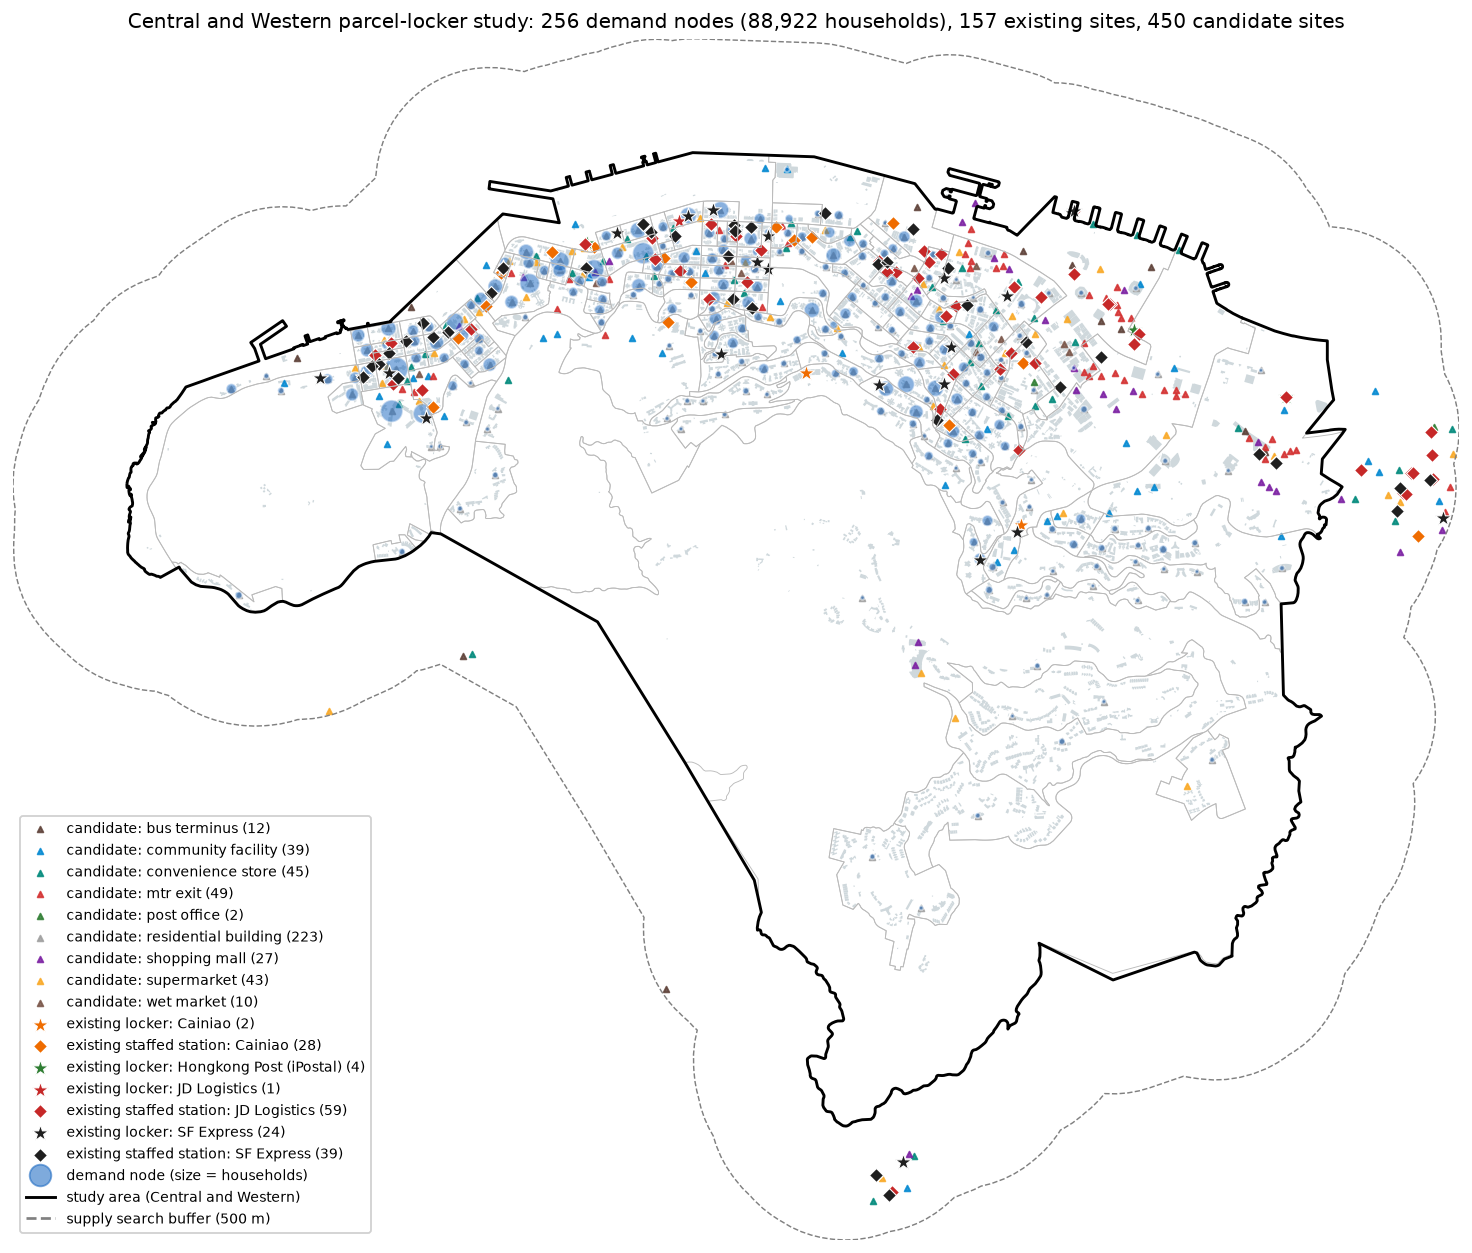 Central and Western parcel-locker study: 256 demand nodes (88,922 households), 157 existing sites, 450 candidate sites
candidate: bus terminus (12)
candidate: community facility (39)
candidate: convenience store (45)
candidate: mtr exit (49)
candidate: post office (2)
candidate: residential building (223)
candidate: shopping mall (27)
candidate: supermarket (43)
candidate: wet market (10)
existing locker: Cainiao (2)
existing staffed station: Cainiao (28)
existing locker: Hongkong Post (iPostal) (4)
existing locker: JD Logistics (1)
existing staffed station: JD Logistics (59)
existing locker: SF Express (24)
existing staffed station: SF Express (39)
demand node (size = households)
study area (Central and Western)
supply search buffer (500 m)